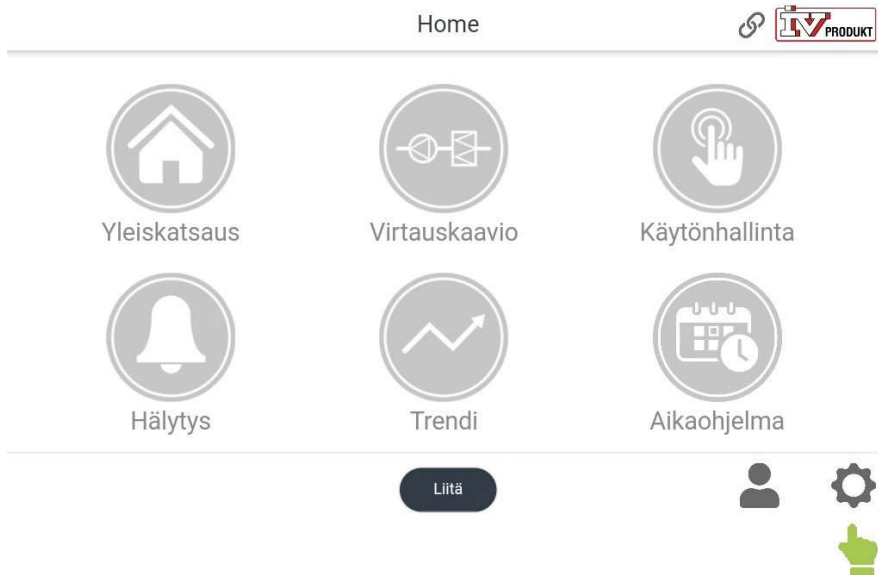 Home
IV PRODUKT
Yleiskatsaus
Virtauskaavio
Käytönhallinta
Hälytys
Trendi
Aikaohjelma
Liitä